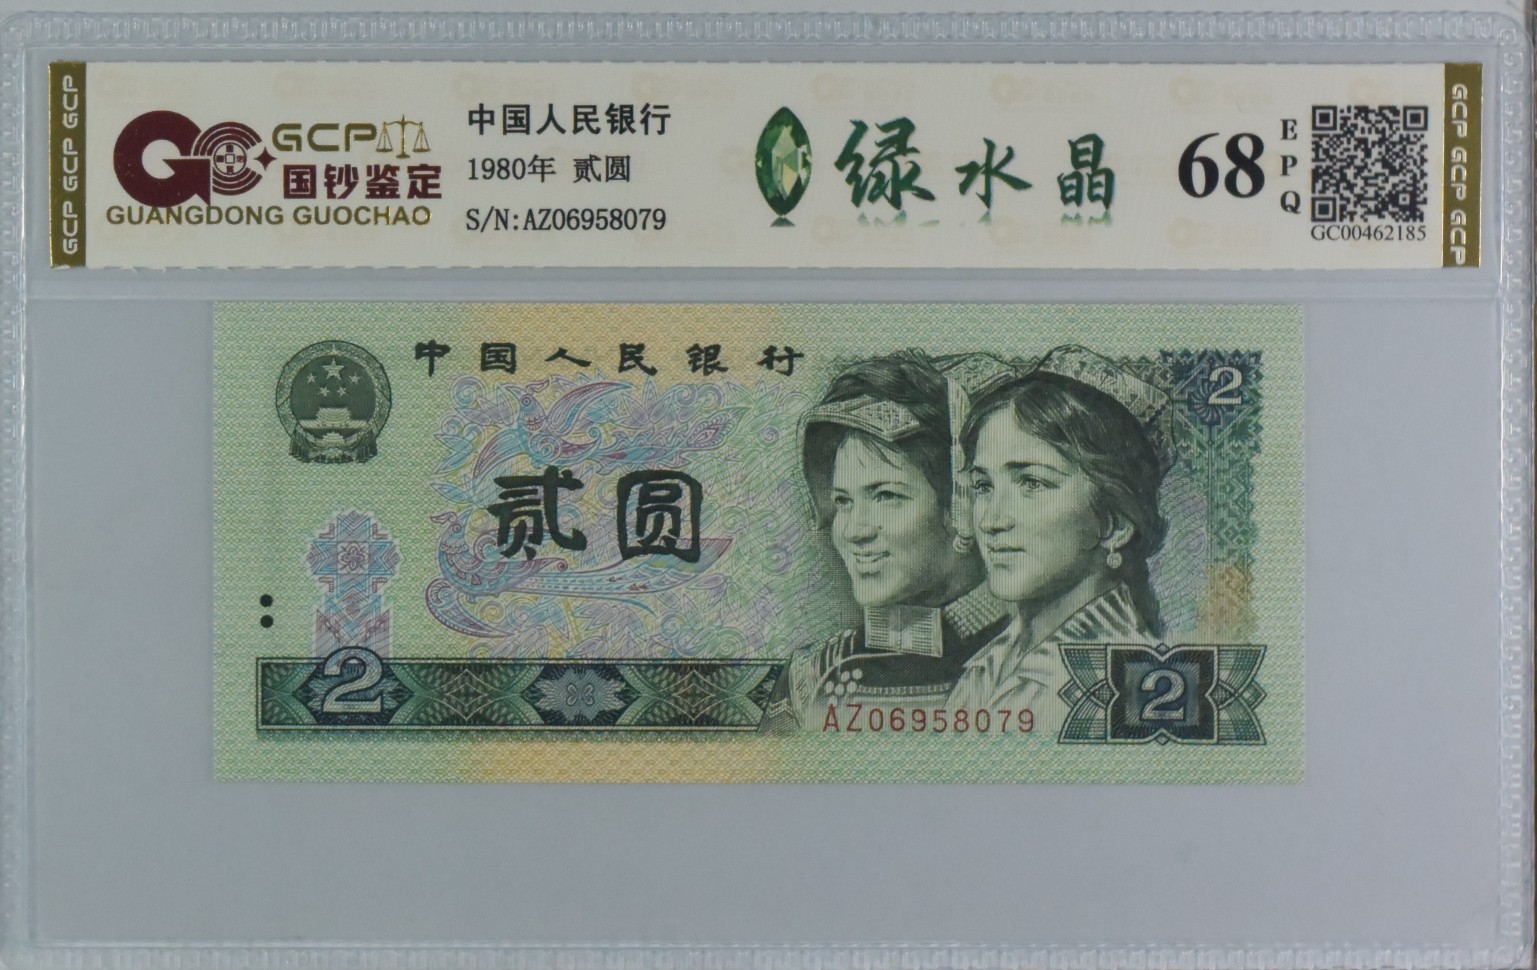 GCP GCP GCP
GCP
国钞鉴定
GUANGDONG GUOCHAO
中国人民银行
1980年 贰圆
S/N:AZ06958079
绿水晶
68
EPQ
GC00462185
GCP GCP GCP
中国人民银行
2
贰圆
2
AZ06958079
2